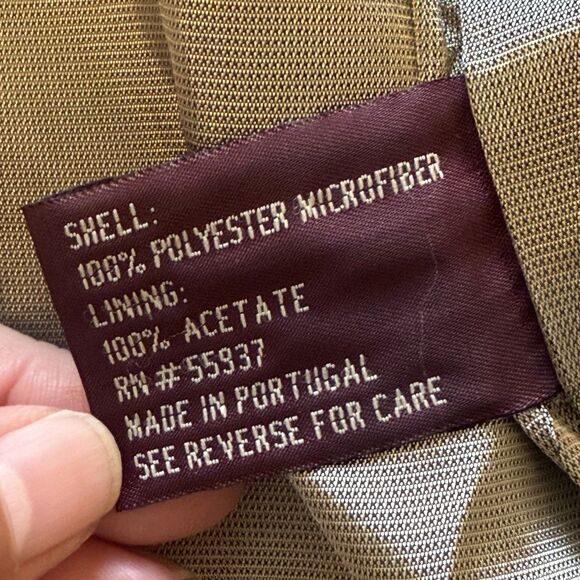 SHELL:
100% POLYESTER MICROFIBER
LINING:
100% ACETATE
RN#55937
MADE IN PORTUGAL
SEE REVERSE FOR CARE